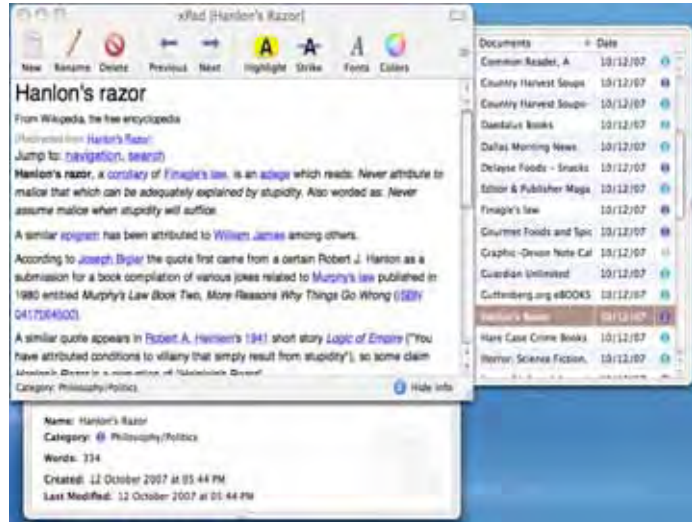 xPad [Hanlon's Razor]
New Rename Delete Previous Next Highlight Strike Fonts Colors
Hanlon's razor
From Wikipedia, the free encyclopedia
(Redirected from Hanlon's Razor)
Jump to: navigation, search
Hanlon's razor, a corollary of Finagle's law, is an adage which reads: Never attribute to
malice that which can be adequately explained by stupidity. Also worded as: Never
assume malice when stupidity will suffice.
A similar epigram has been attributed to William James among others.
According to Joseph Bigler the quote first came from a certain Robert J. Hanlon as a
submission for a book compilation of various jokes related to Murphy's law published in
1980 entitled Murphy's Law Book Two, More Reasons Why Things Go Wrong (ISBN
0417064500).
A similar quote appears in Robert A. Heinlein's 1941 short story Logic of Empire ("You
have attributed conditions to villainy that simply result from stupidity"), so some claim
Hanlon's Razor is a corruption of "Heinlein's Razor".
Category: Philosophy/Politics
Hide Info
Name: Hanlon's Razor
Category: Philosophy/Politics
Words: 334
Created: 12 October 2007 at 05:44 PM
Last Modified: 12 October 2007 at 05:44 PM
Documents Date
Common Reader, A 10/12/07
Country Harvest Soups 10/12/07
Country Harvest Soups 10/12/07
Daedalus Books 10/12/07
Dallas Morning News 10/12/07
Delayse Foods - Snacks 10/12/07
Editor & Publisher Maga 10/12/07
Finagle's law 10/12/07
Gourmet Foods and Spic 10/12/07
Graphic -Devon Note Cal 10/12/07
Guardian Unlimited 10/12/07
Guttenberg.org eBOOKS 10/12/07
Hanlon's Razor 10/12/07
Hare Case Crime Books 10/12/07
Horror, Science Fiction, 10/12/07